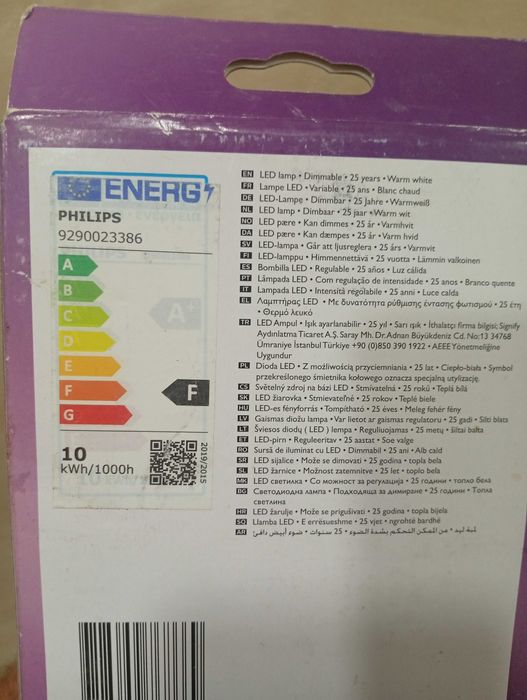 ENERG
PHILIPS
9290023386
A
B
C
D
E
F
G
F
10
kWh/1000h
2019/2015
EN LED lamp • Dimmable • 25 years • Warm white
FR Lampe LED • Variable • 25 ans • Blanc chaud
DE LED-Lampe • Dimmbar • 25 Jahre • Warmweiß
NL LED lamp • Dimbaar • 25 jaar • Warm wit
NO LED pære • Kan dimmes • 25 år • Varmhvit
DA LED pære • Kan dæmpes • 25 år • Varm hvid
SV LED-lampa • Går att ljusreglera • 25 års • Varmvit
FI LED-lamppu • Himmennettävä • 25 vuotta • Lämmin valkoinen
ES Bombilla LED • Regulable • 25 años • Luz cálida
PT Lâmpada LED • Com regulação de intensidade • 25 anos • Branco quente
IT Lampada LED • Intensità rêgolabile • 25 anni • Luce calda
EL Λαμπτήρας LED • Με δυνατότητα ρύθμισης έντασης φωτισμού • 25 έτη
• Θερμό λευκό
TR LED Ampul • Işık ayarlanabilir • 25 yıl • Sarı ışık • İthalatçı firma bilgisi; Signify
Aydınlatma Ticaret A.Ş. Saray Mh. Dr. Adnan Büyükdeniz Cd. No:13 34768
Ümraniye İstanbul Türkiye +90 (0)850 390 1922 • AEEE Yönetmeliğine
Uygundur
PL Dioda LED • Z możliwością przyciemniania • 25 lat • Ciepło-biała • Symbol
przekreślonego śmietnika kołowego oznacza specjalną utylizację.
CS Světelný zdroj na bázi LED • Stmívatelná • 25 roků • Teplá bílá
SK LED žiarovka • Stmievateľné • 25 rokov • Teplé biele
HU LED-es fényforrás • Tompítható • 25 éves • Meleg fehér fény
LV Gaismas diožu lampa • Var lietot ar gaismas regulatoru • 25 gadi • Silti balts
LT Šviesos diodų (LED) lempa • Reguliuojamas • 25 metų • šiltai balta
ET LED-pirn • Reguleeritav • 25 aastat • Soe valge
RO Sursă de iluminat cu LED • Dimmabil • 25 ani • Alb cald
SR LED sijalice • Može se dimovati • 25 godina • topla bela
SL LED žarnice • Možnost zatemnitve • 25 let • toplo bela
MK LED светилка • Со можност за регулација • 25 години • топло бела
BG Светодиодна лампа • Подходяща за димиране • 25 години • Топла
светлина
HR LED žarulje • Može se prigušivati • 25 godina • topla bijela
SQ Llamba LED • E errësueshme • 25 vjet • ngrohse bardhë
AR لمبة ليد • من الممكن التحكم بشدة الضوء • 25 سنوات • ضوء أبيض دافئ